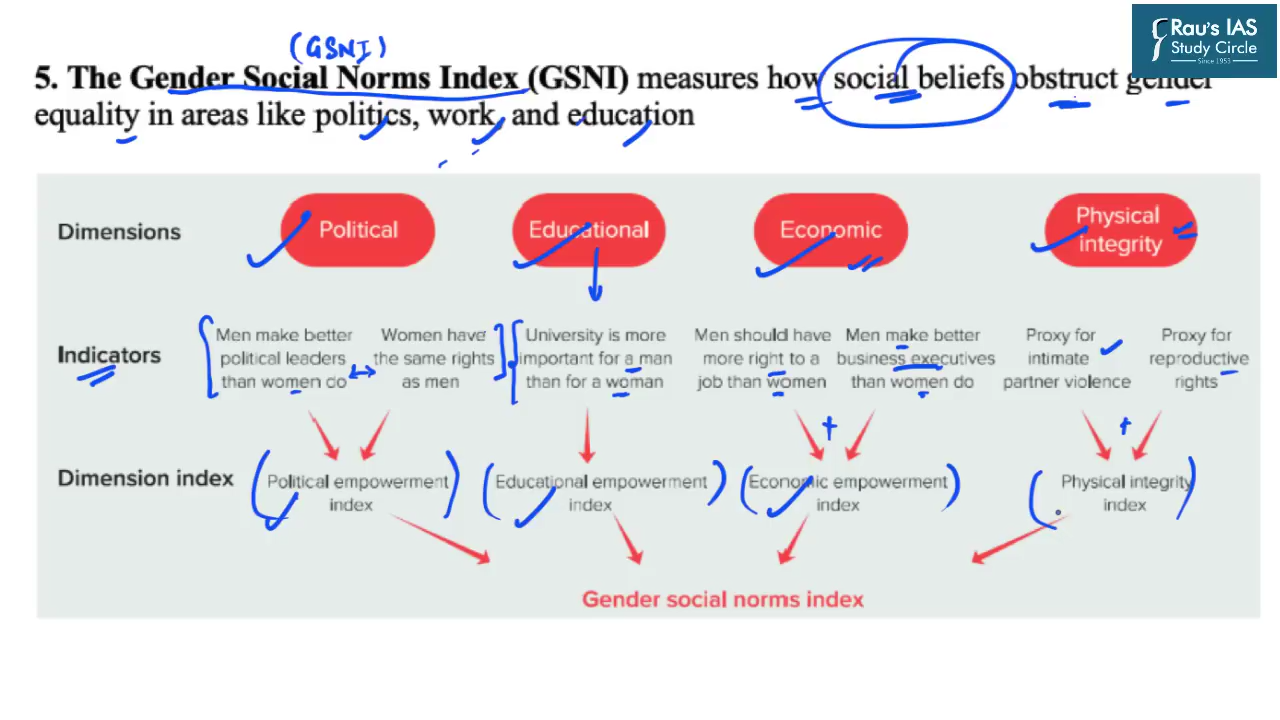 Rau's IAS
Study Circle
Since 1953
(GSNI)
5. The Gender Social Norms Index (GSNI) measures how social beliefs obstruct gender
equality in areas like politics, work, and education
Dimensions
Political
Educational
Economic
Physical
integrity
Indicators
Men make better
political leaders
than women do
Women have
the same rights
as men
University is more
important for a man
than for a woman
Men should have
more right to a
job than women
Men make better
business executives
than women do
Proxy for
intimate
partner violence
Proxy for
reproductive
rights
+
+
Dimension index
Political empowerment
index
Educational empowerment
index
Economic empowerment
index
Physical integrity
index
Gender social norms index